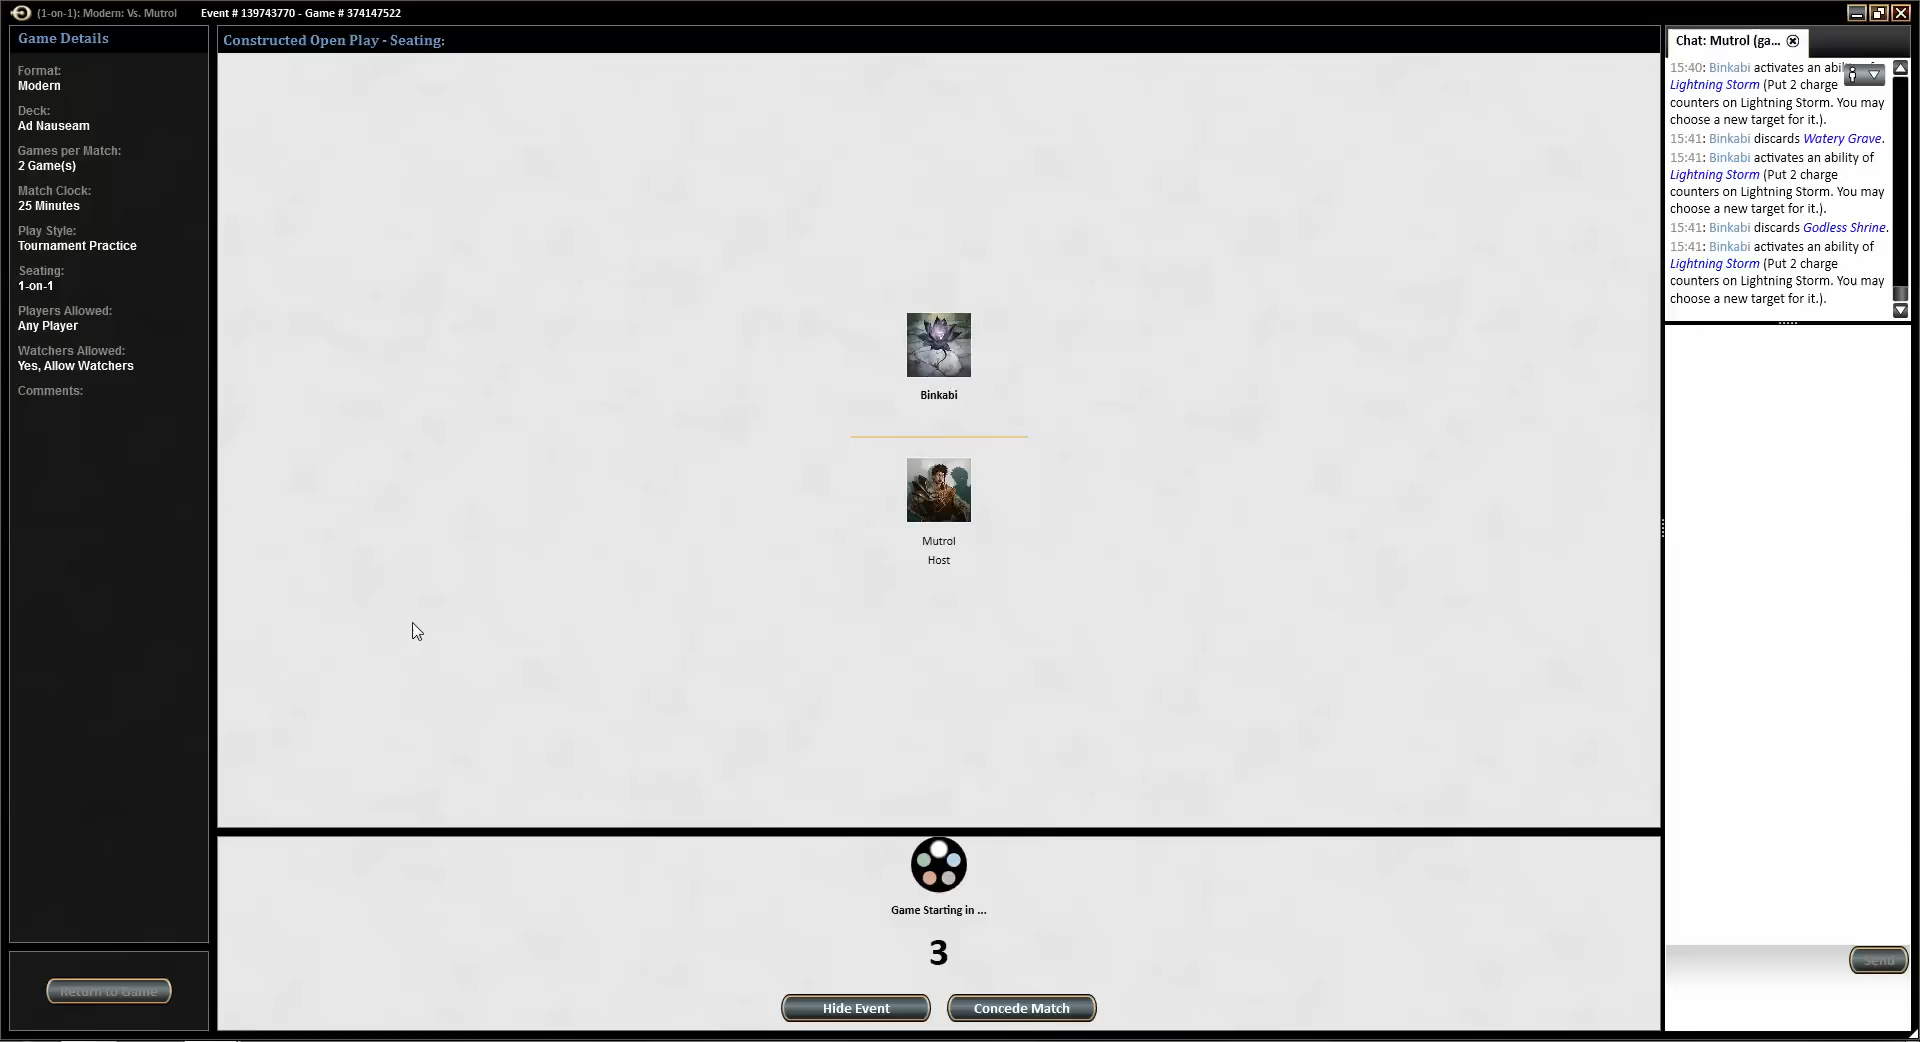 (1-on-1): Modern: Vs. Mutrol
Event # 139743770 - Game # 374147522
Game Details
Format:
Modern
Deck:
Ad Nauseam
Games per Match:
2 Game(s)
Match Clock:
25 Minutes
Play Style:
Tournament Practice
Seating:
1-on-1
Players Allowed:
Any Player
Watchers Allowed:
Yes, Allow Watchers
Comments:
Return to Game
Constructed Open Play - Seating:
Binkabi
Mutrol
Host
Game Starting in ...
3
Hide Event
Concede Match
Chat: Mutrol (ga...
15:40: Binkabi activates an abil
Lightning Storm (Put 2 charge
counters on Lightning Storm. You may
choose a new target for it.).
15:41: Binkabi discards Watery Grave.
15:41: Binkabi activates an ability of
Lightning Storm (Put 2 charge
counters on Lightning Storm. You may
choose a new target for it.).
15:41: Binkabi discards Godless Shrine.
15:41: Binkabi activates an ability of
Lightning Storm (Put 2 charge
counters on Lightning Storm. You may
choose a new target for it.).
Send